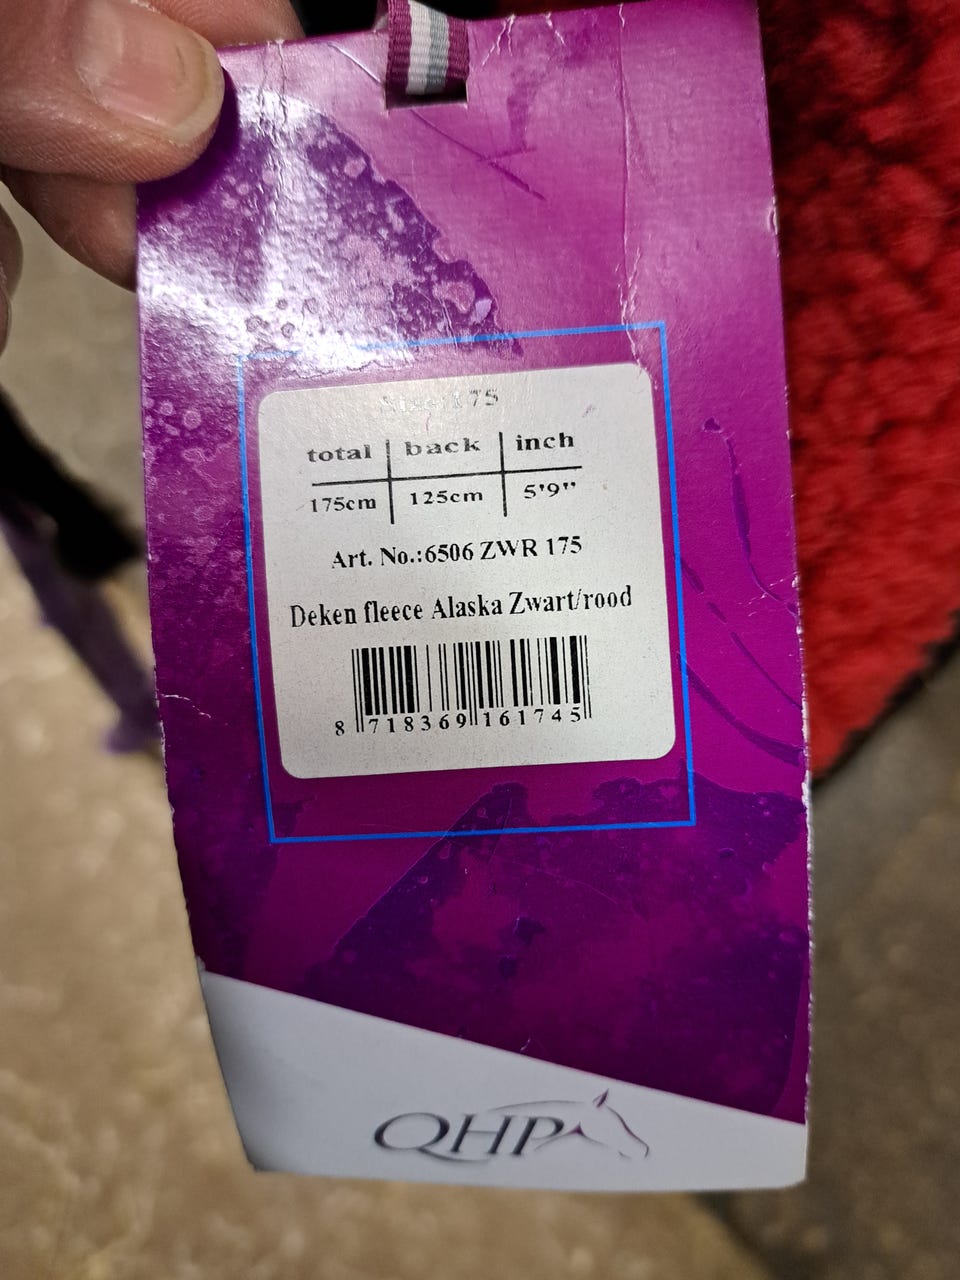 Size 175
total back inch
175cm 125cm 5'9"
Art. No.:6506 ZWR 175
Deken fleece Alaska Zwart/rood
8 718369 161745
QHP